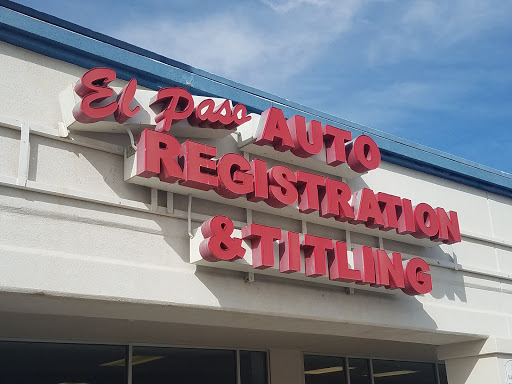 El Paso AUTO
REGISTRATION
& TITLING